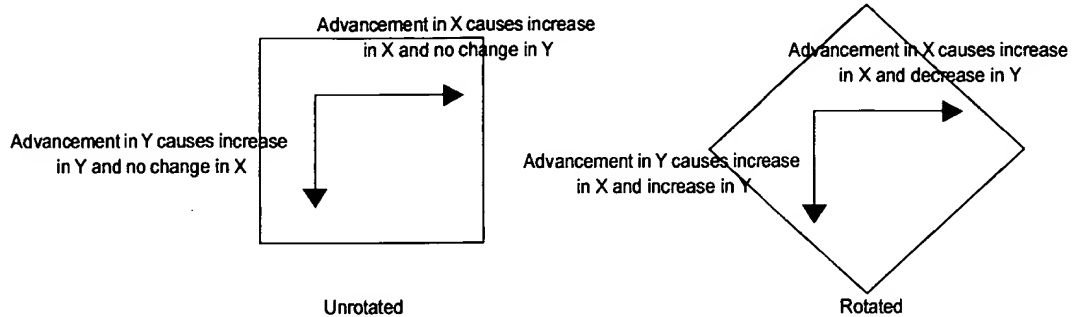 Advancement in X causes increase
in X and no change in Y
Advancement in Y causes increase
in Y and no change in X
Unrotated
Advancement in X causes increase
in X and decrease in Y
Advancement in Y causes increase
in X and increase in Y
Rotated